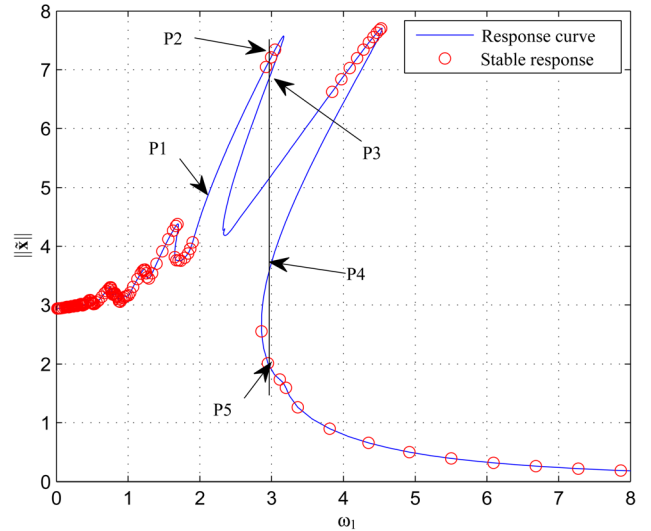 8
7
6
5
4
3
2
1
0
||x̃||
P2
P1
P3
P4
P5
Response curve
Stable response
0 1 2 3 4 5 6 7 8
ω₁